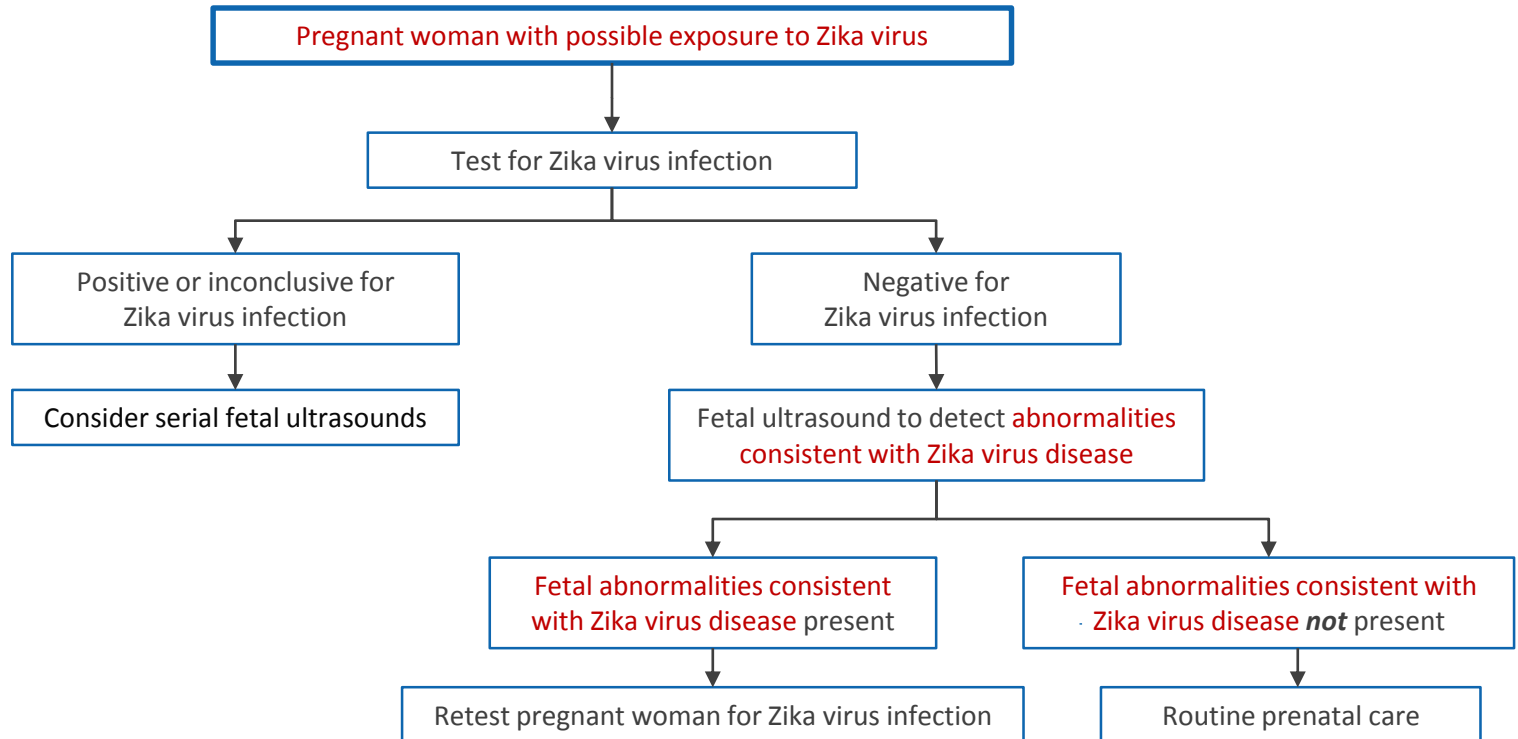 Pregnant woman with possible exposure to Zika virus
Test for Zika virus infection
Positive or inconclusive for
Zika virus infection
Negative for
Zika virus infection
Consider serial fetal ultrasounds
Fetal ultrasound to detect abnormalities
consistent with Zika virus disease
Fetal abnormalities consistent
with Zika virus disease present
Fetal abnormalities consistent with
Zika virus disease not present
Retest pregnant woman for Zika virus infection
Routine prenatal care